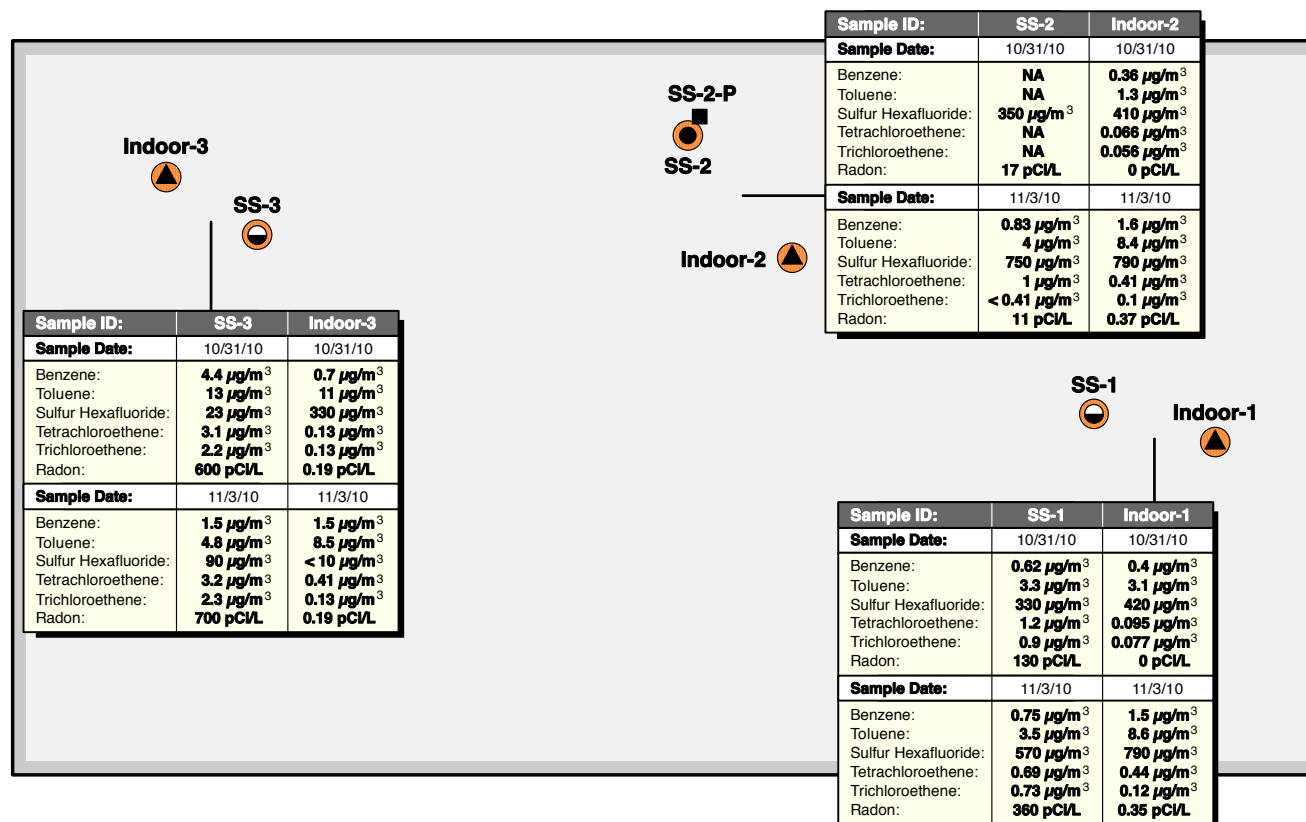 Sample ID: SS-2 Indoor-2
Sample Date: 10/31/10 10/31/10
Benzene: NA 0.36 µg/m³
Toluene: NA 1.3 µg/m³
Sulfur Hexafluoride: 350 µg/m³ 410 µg/m³
Tetrachloroethene: NA 0.066 µg/m³
Trichloroethene: NA 0.056 µg/m³
Radon: 17 pCi/L 0 pCi/L
Sample Date: 11/3/10 11/3/10
Benzene: 0.83 µg/m³ 1.6 µg/m³
Toluene: 4 µg/m³ 8.4 µg/m³
Sulfur Hexafluoride: 750 µg/m³ 790 µg/m³
Tetrachloroethene: 1 µg/m³ 0.41 µg/m³
Trichloroethene: < 0.41 µg/m³ 0.1 µg/m³
Radon: 11 pCi/L 0.37 pCi/L
SS-2-P
SS-2
Indoor-2
Indoor-3
SS-3
Sample ID: SS-3 Indoor-3
Sample Date: 10/31/10 10/31/10
Benzene: 4.4 µg/m³ 0.7 µg/m³
Toluene: 13 µg/m³ 11 µg/m³
Sulfur Hexafluoride: 23 µg/m³ 330 µg/m³
Tetrachloroethene: 3.1 µg/m³ 0.13 µg/m³
Trichloroethene: 2.2 µg/m³ 0.13 µg/m³
Radon: 600 pCi/L 0.19 pCi/L
Sample Date: 11/3/10 11/3/10
Benzene: 1.5 µg/m³ 1.5 µg/m³
Toluene: 4.8 µg/m³ 8.5 µg/m³
Sulfur Hexafluoride: 90 µg/m³ < 10 µg/m³
Tetrachloroethene: 3.2 µg/m³ 0.41 µg/m³
Trichloroethene: 2.3 µg/m³ 0.13 µg/m³
Radon: 700 pCi/L 0.19 pCi/L
SS-1
Indoor-1
Sample ID: SS-1 Indoor-1
Sample Date: 10/31/10 10/31/10
Benzene: 0.62 µg/m³ 0.4 µg/m³
Toluene: 3.3 µg/m³ 3.1 µg/m³
Sulfur Hexafluoride: 330 µg/m³ 420 µg/m³
Tetrachloroethene: 1.2 µg/m³ 0.095 µg/m³
Trichloroethene: 0.9 µg/m³ 0.077 µg/m³
Radon: 130 pCi/L 0 pCi/L
Sample Date: 11/3/10 11/3/10
Benzene: 0.75 µg/m³ 1.5 µg/m³
Toluene: 3.5 µg/m³ 8.6 µg/m³
Sulfur Hexafluoride: 570 µg/m³ 790 µg/m³
Tetrachloroethene: 0.69 µg/m³ 0.44 µg/m³
Trichloroethene: 0.73 µg/m³ 0.12 µg/m³
Radon: 360 pCi/L 0.35 pCi/L